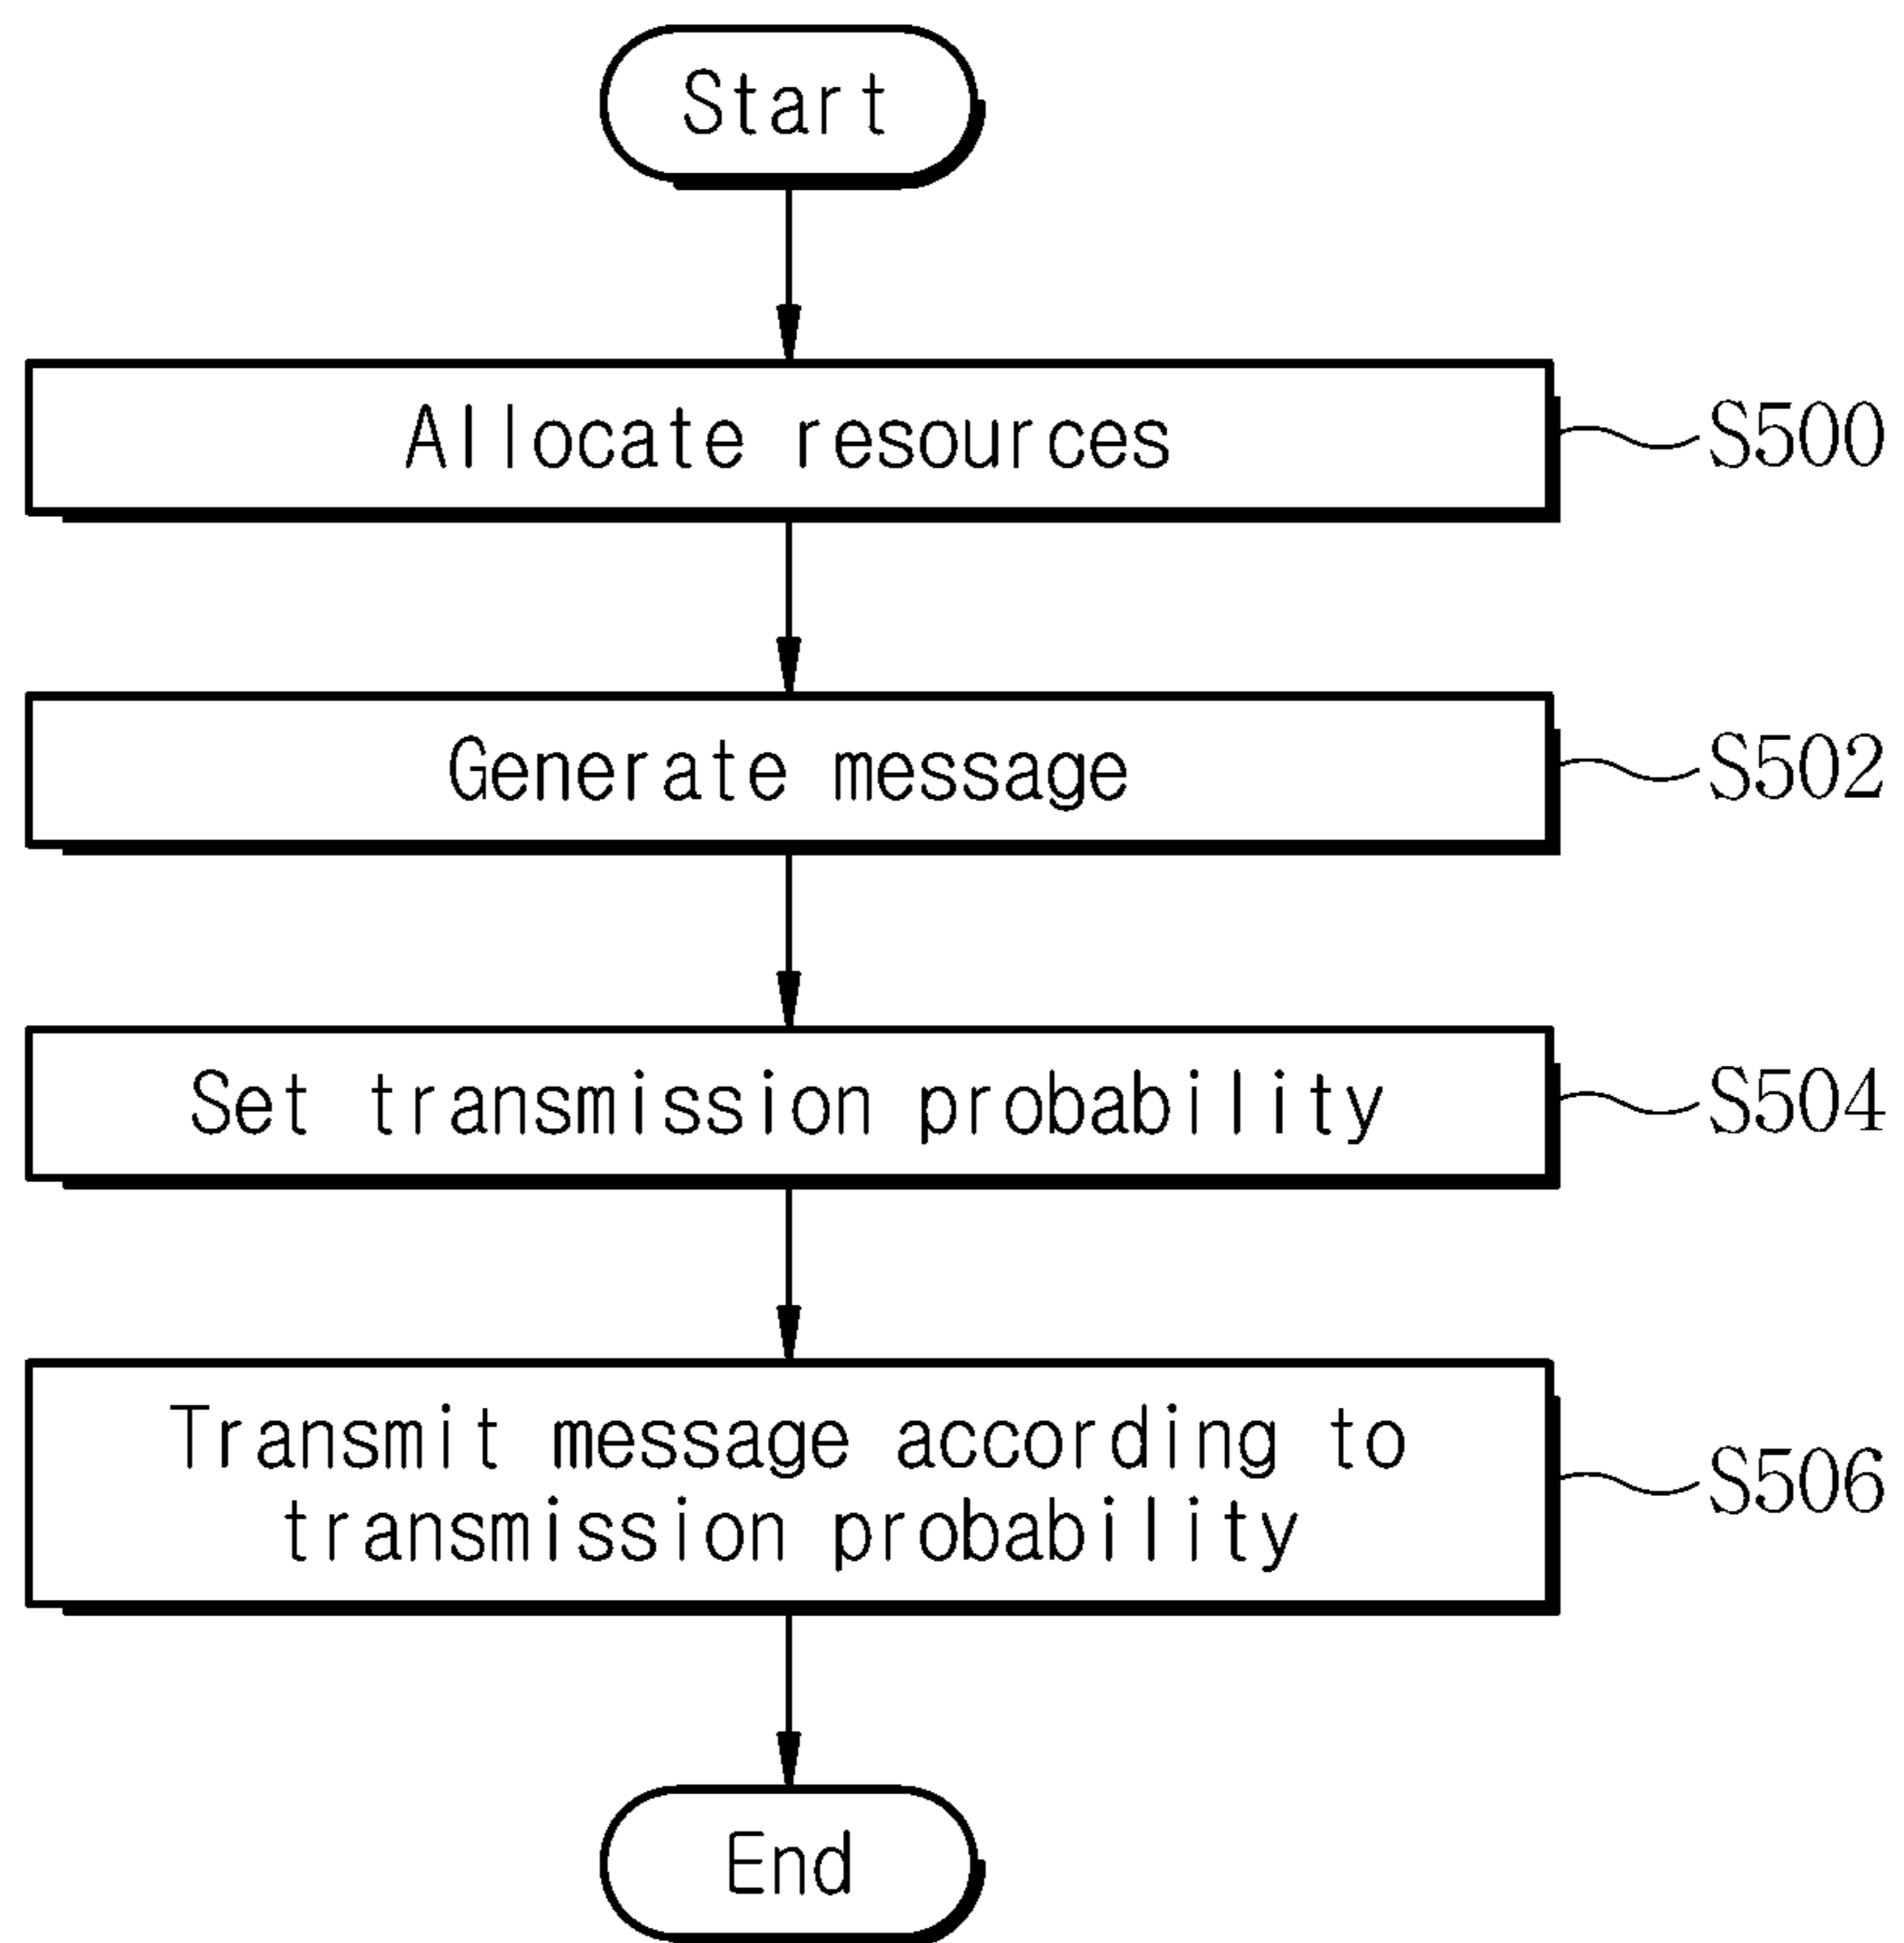 Start
Allocate resources
S500
Generate message
S502
Set transmission probability
S504
Transmit message according to
transmission probability
S506
End